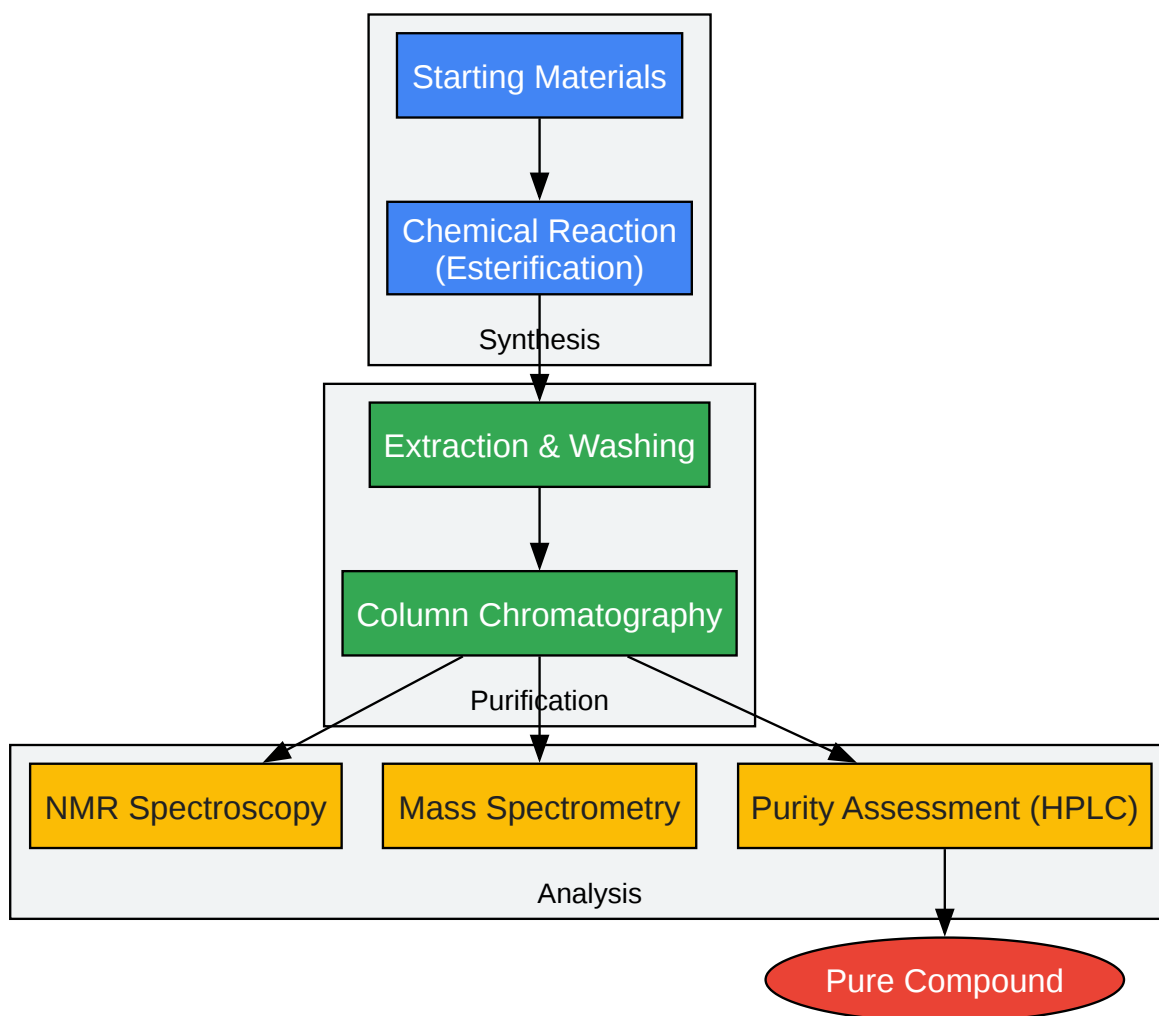 Starting Materials
Chemical Reaction
(Esterification)
Synthesis
Extraction & Washing
Column Chromatography
Purification
NMR Spectroscopy
Mass Spectrometry
Purity Assessment (HPLC)
Analysis
Pure Compound